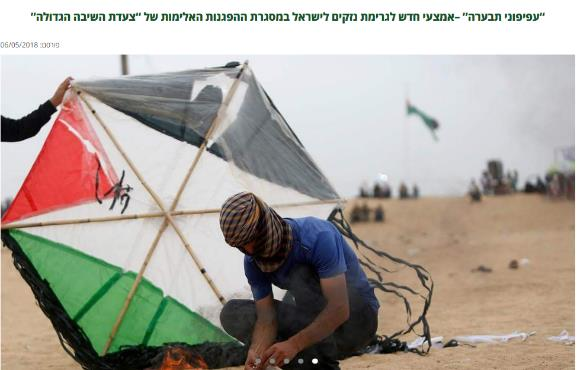 "עפיפוני תבערה" –אמצעי חדש לגרימת נזקים לישראל במסגרת ההפגנות האלימות של "צעדת השיבה הגדולה"
פורסם: 06/05/2018